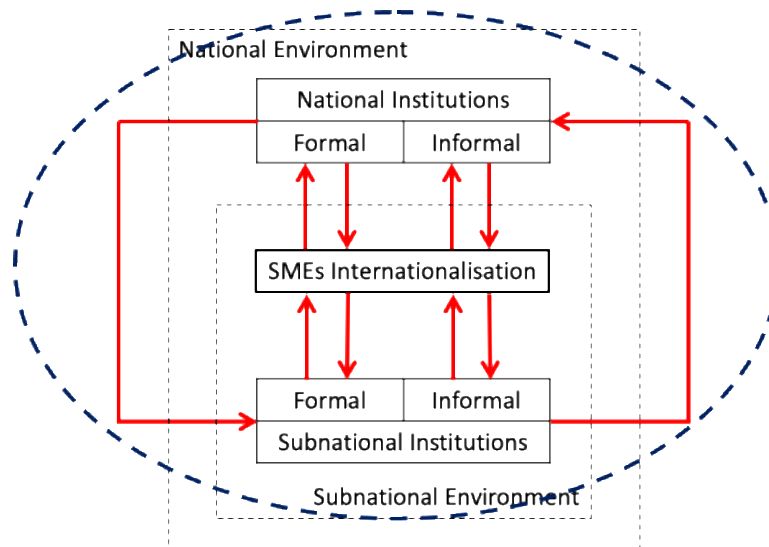 National Environment
National Institutions
Formal Informal
SMEs Internationalisation
Formal Informal
Subnational Institutions
Subnational Environment